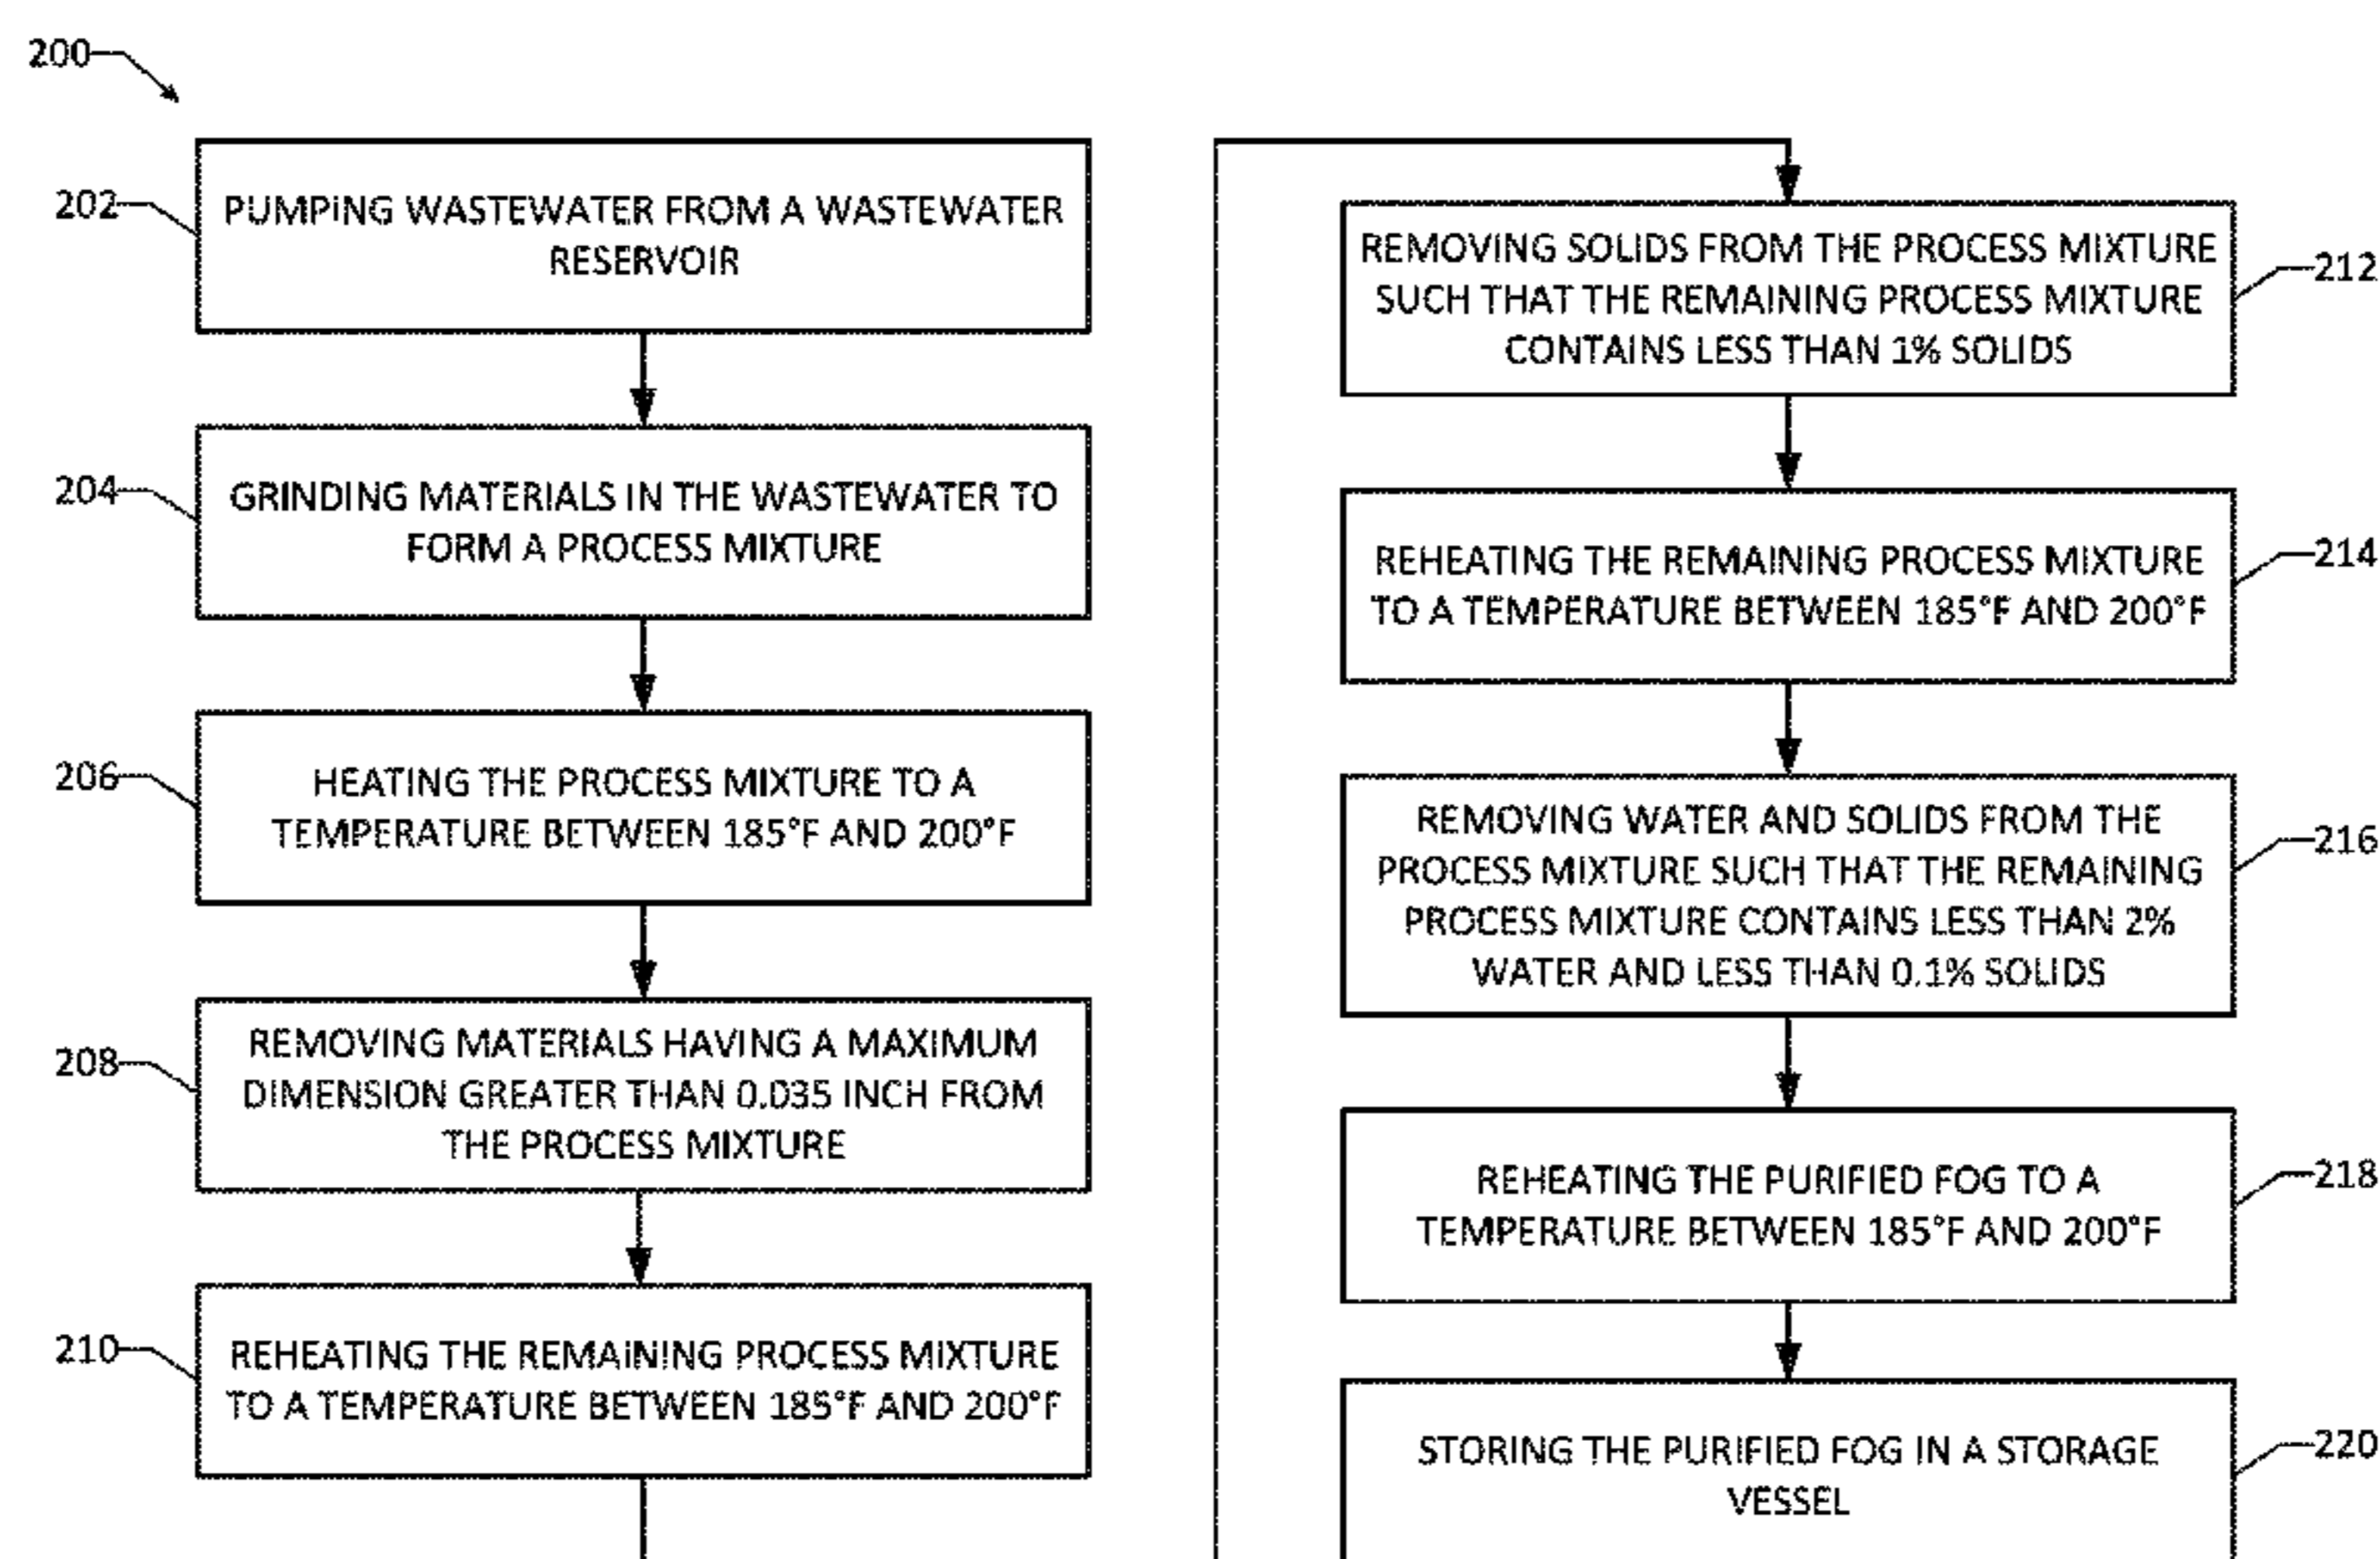 200
202
PUMPING WASTEWATER FROM A WASTEWATER
RESERVOIR
204
GRINDING MATERIALS IN THE WASTEWATER TO
FORM A PROCESS MIXTURE
206
HEATING THE PROCESS MIXTURE TO A
TEMPERATURE BETWEEN 185°F AND 200°F
208
REMOVING MATERIALS HAVING A MAXIMUM
DIMENSION GREATER THAN 0.035 INCH FROM
THE PROCESS MIXTURE
210
REHEATING THE REMAINING PROCESS MIXTURE
TO A TEMPERATURE BETWEEN 185°F AND 200°F
REMOVING SOLIDS FROM THE PROCESS MIXTURE
SUCH THAT THE REMAINING PROCESS MIXTURE
CONTAINS LESS THAN 1% SOLIDS
212
REHEATING THE REMAINING PROCESS MIXTURE
TO A TEMPERATURE BETWEEN 185°F AND 200°F
214
REMOVING WATER AND SOLIDS FROM THE
PROCESS MIXTURE SUCH THAT THE REMAINING
PROCESS MIXTURE CONTAINS LESS THAN 2%
WATER AND LESS THAN 0.1% SOLIDS
216
REHEATING THE PURIFIED FOG TO A
TEMPERATURE BETWEEN 185°F AND 200°F
218
STORING THE PURIFIED FOG IN A STORAGE
VESSEL
220